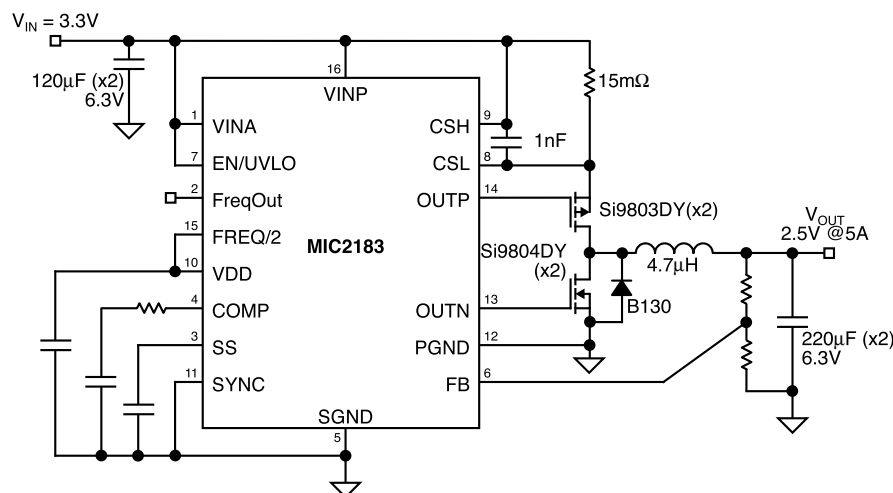 VIN = 3.3V
120µF (x2)
6.3V
16
VINP
15mΩ
1
VINA
CSH
9
1nF
7
EN/UVLO
CSL
8
2
FreqOut
OUTP
14
Si9803DY(x2)
15
FREQ/2
MIC2183
Si9804DY
(x2)
VOUT
2.5V @5A
4.7µH
10
VDD
4
COMP
OUTN
13
B130
3
SS
PGND
12
220µF (x2)
6.3V
11
SYNC
FB
6
SGND
5